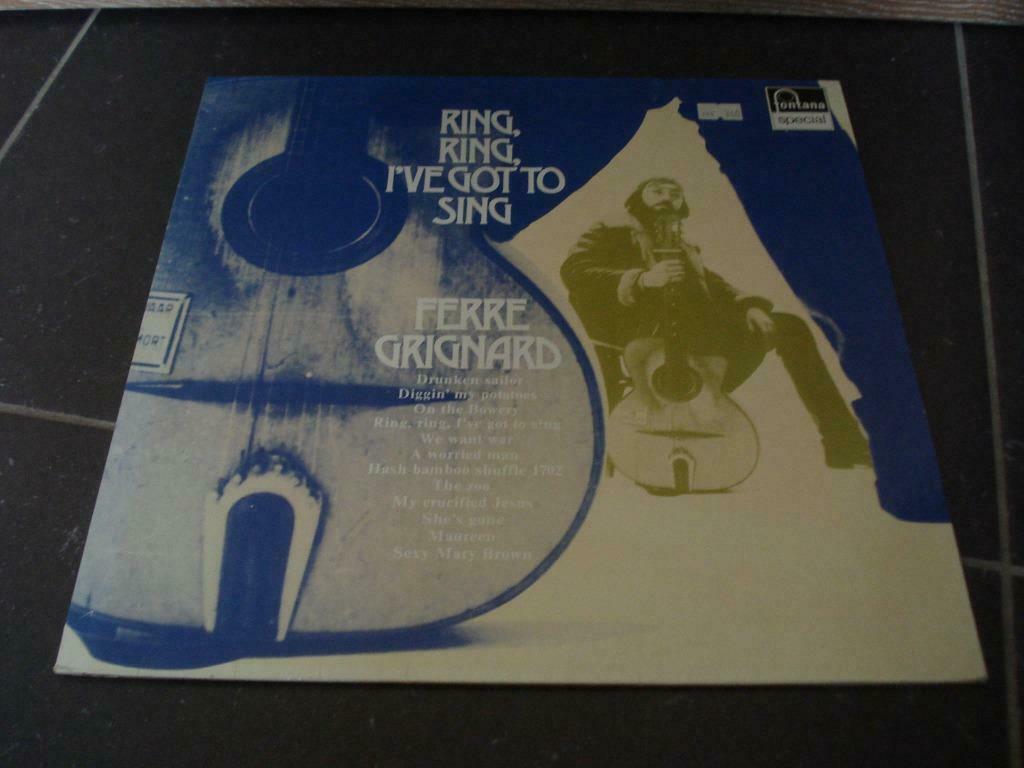 RING,
RING,
I'VE GOT TO
SING
fontana
special
FERRE
GRIGNARD
Drunken sailor
Diggin' my potatoes
On the Bowery
Ring, ring, I've got to sing
We want war
A worried man
Hash bamboo shuffle 1702
The zoo
My crucified Jesus
She's gone
Maureen
Sexy Mary Brown